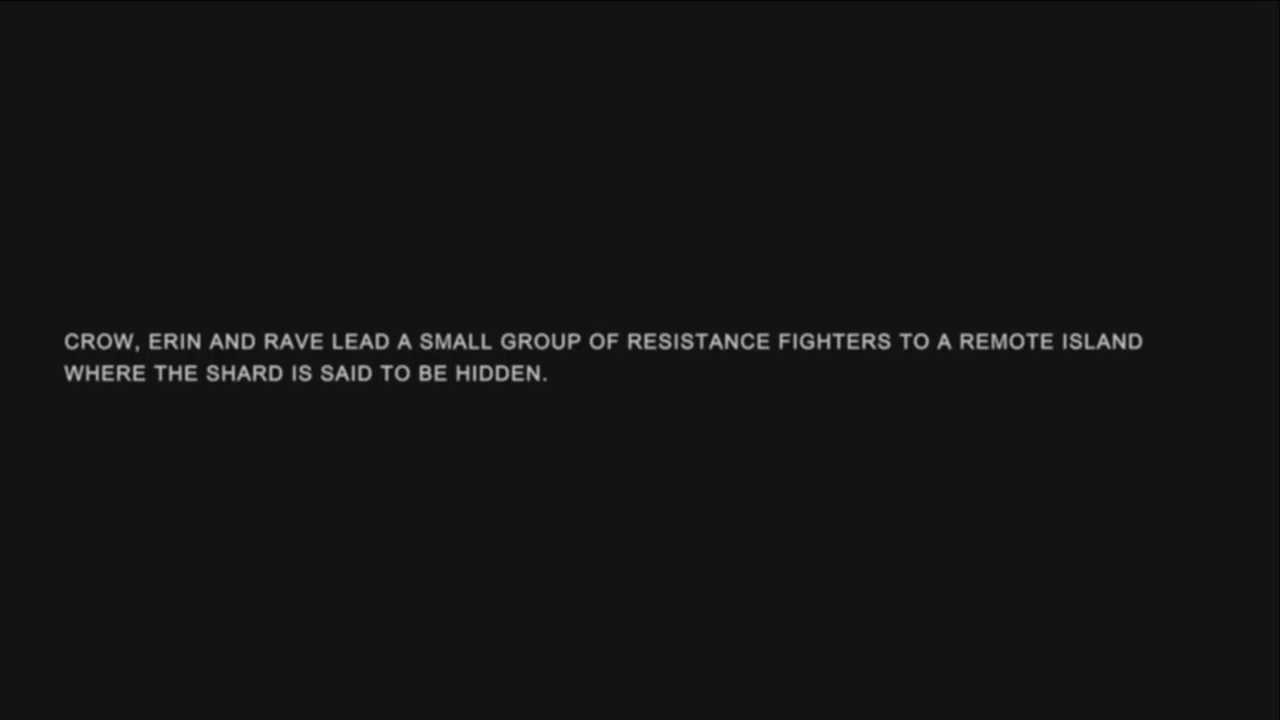 CROW, ERIN AND RAVE LEAD A SMALL GROUP OF RESISTANCE FIGHTERS TO A REMOTE ISLAND
WHERE THE SHARD IS SAID TO BE HIDDEN.